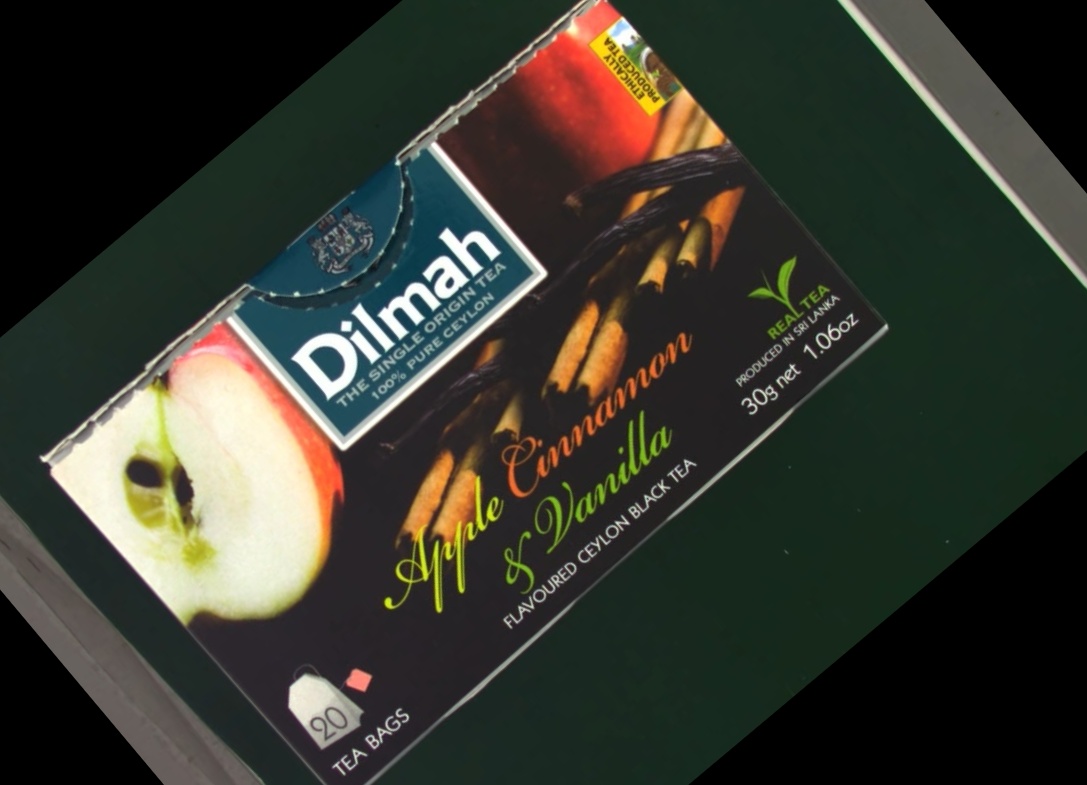 ETHICALLY
PRODUCED TEA
Dilmah
THE SINGLE ORIGIN TEA
100% PURE CEYLON
REAL TEA
PRODUCED IN SRI LANKA
30g net 1.06oz
Apple Cinnamon
& Vanilla
FLAVOURED CEYLON BLACK TEA
20
TEA BAGS